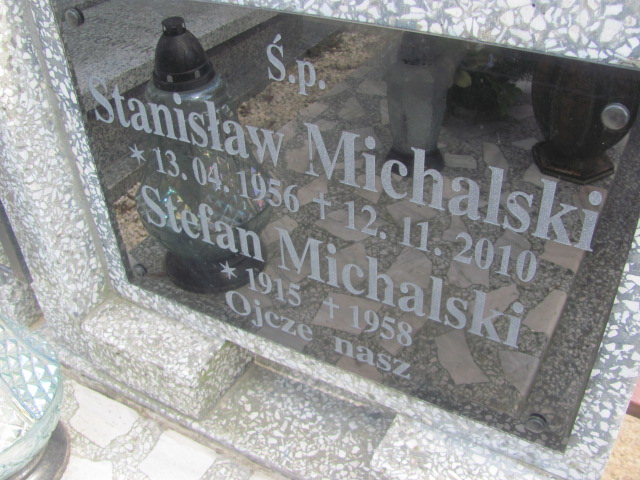 Ś.p.
Stanisław Michalski
* 13. 04. 1956 + 12. 11. 2010
Stefan Michalski
* 1915 + 1958
Ojcze nasz